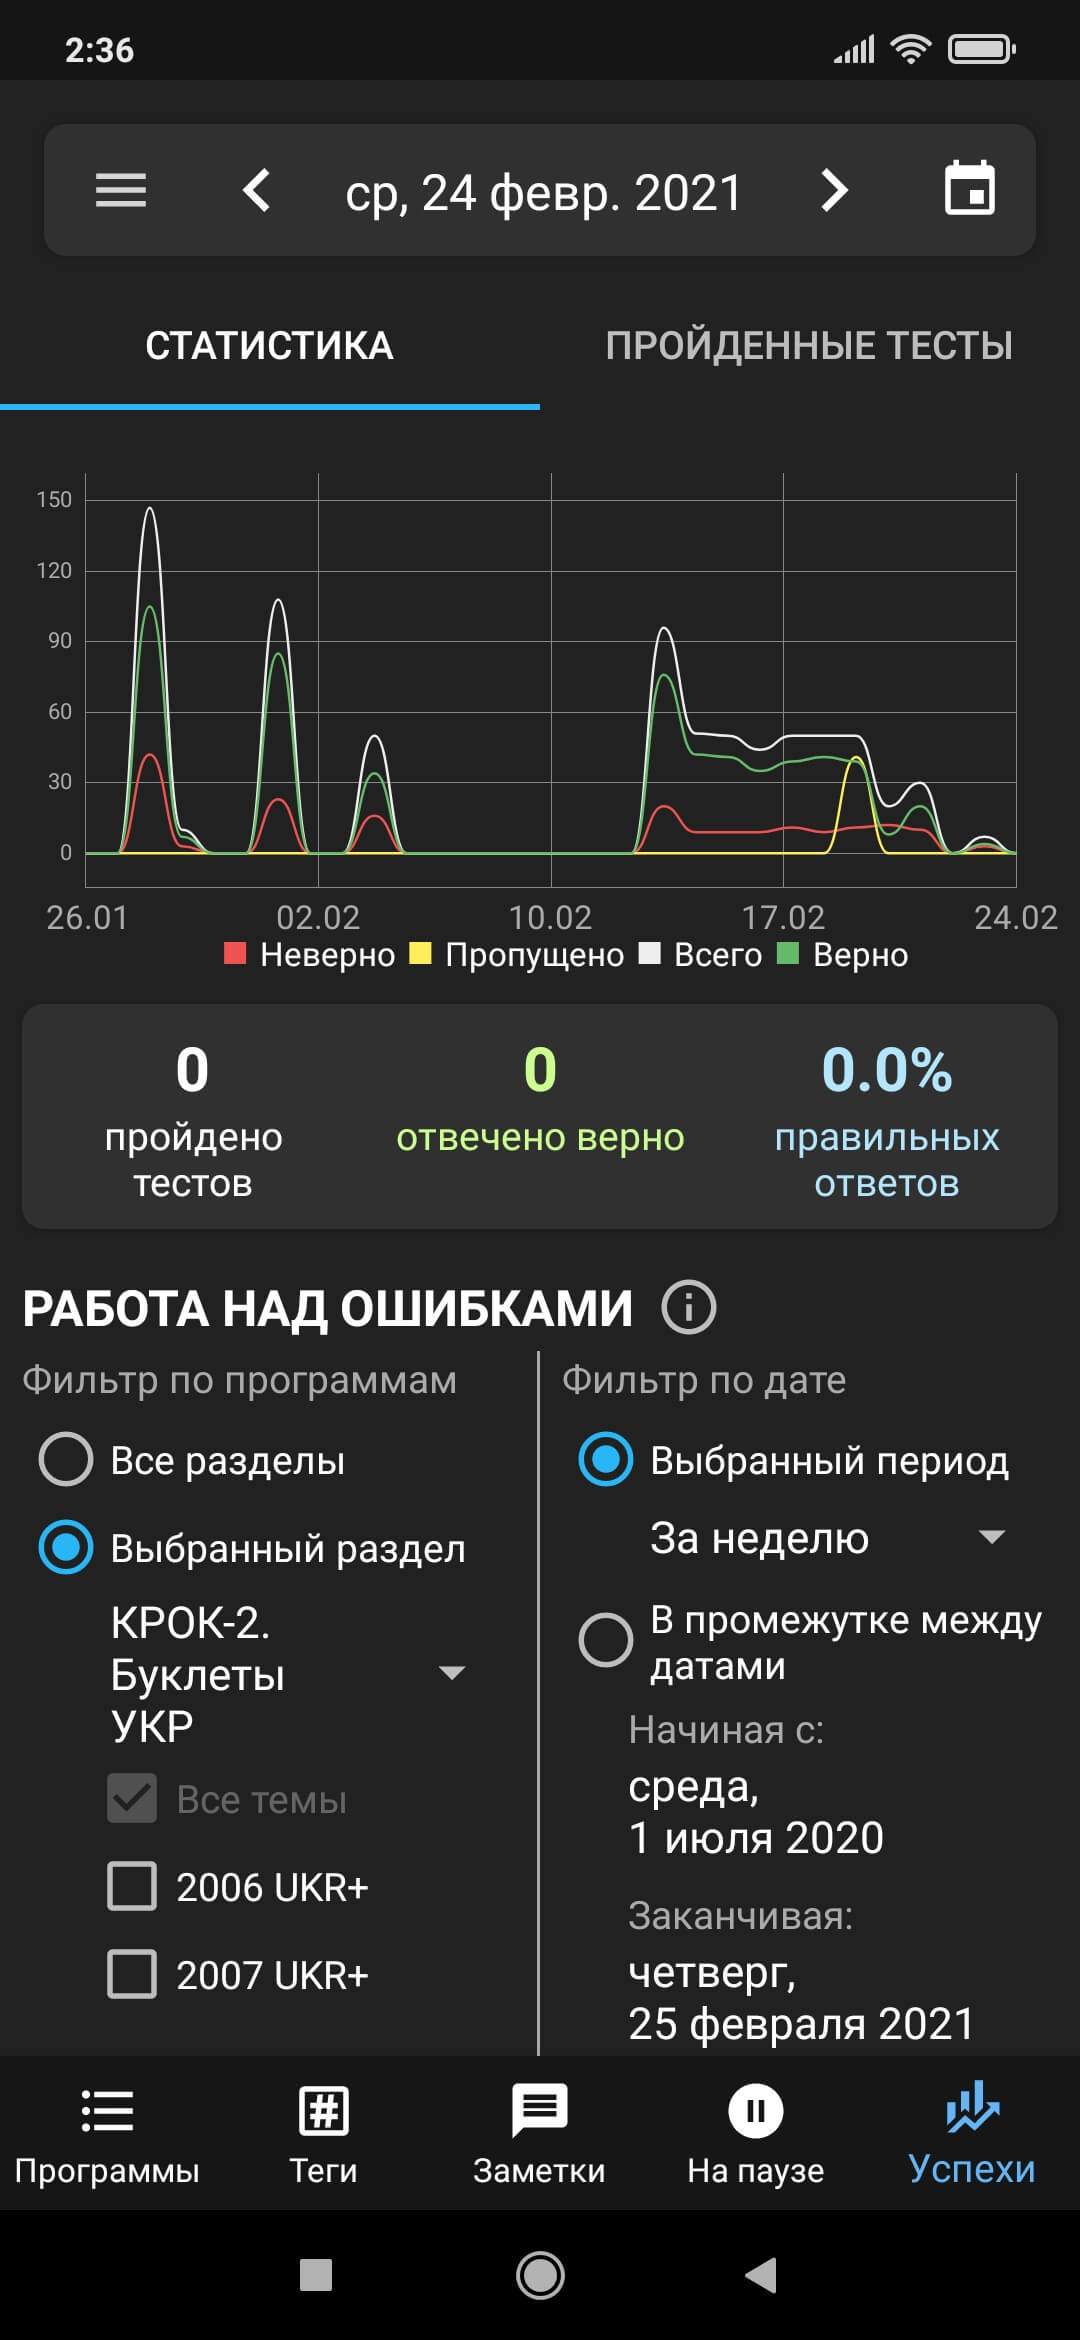 2:36
ср, 24 февр. 2021
СТАТИСТИКА
ПРОЙДЕННЫЕ ТЕСТЫ
150
120
90
60
30
0
26.01 02.02 10.02 17.02 24.02
Неверно Пропущено Всего Верно
0
пройдено
тестов
0
отвечено верно
0.0%
правильных
ответов
РАБОТА НАД ОШИБКАМИ
Фильтр по программам
Все разделы
Выбранный раздел
КРОК-2.
Буклеты
УКР
Все темы
2006 UKR+
2007 UKR+
Фильтр по дате
Выбранный период
За неделю
В промежутке между
датами
Начиная с:
среда,
1 июля 2020
Заканчивая:
четверг,
25 февраля 2021
Программы
Теги
Заметки
На паузе
Успехи